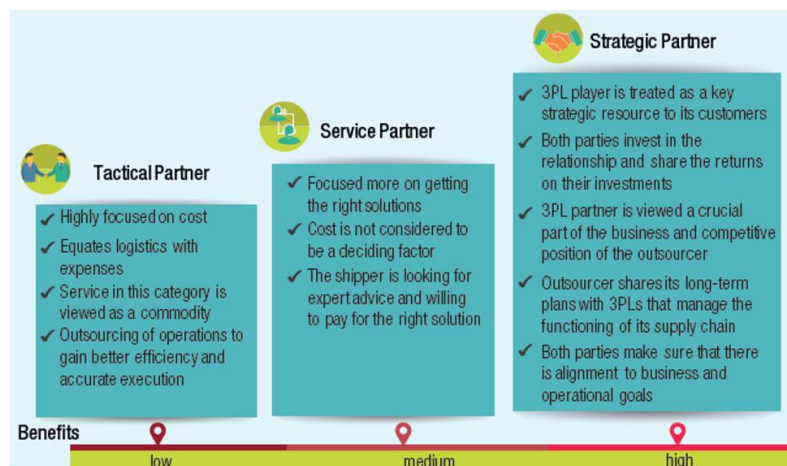 Strategic Partner
3PL player is treated as a key
strategic resource to its customers
Both parties invest in the
relationship and share the returns
on their investments
3PL partner is viewed a crucial
part of the business and competitive
position of the outsourcer
Outsourcer shares its long-term
plans with 3PLs that manage the
functioning of its supply chain
Both parties make sure that there
is alignment to business and
operational goals
Service Partner
Focused more on getting
the right solutions
Cost is not considered to
be a deciding factor
The shipper is looking for
expert advice and willing
to pay for the right solution
Tactical Partner
Highly focused on cost
Equates logistics with
expenses
Service in this category is
viewed as a commodity
Outsourcing of operations to
gain better efficiency and
accurate execution
Benefits
low
medium
high